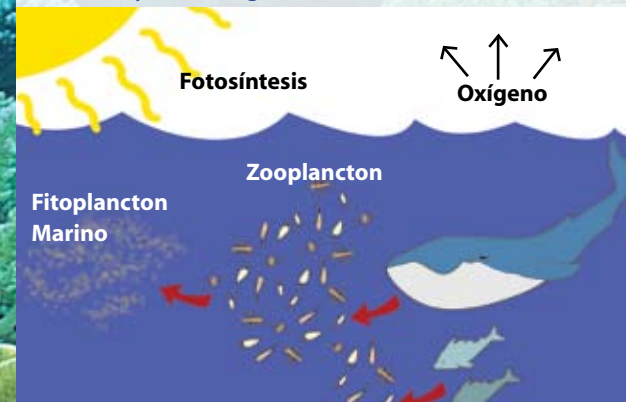 Fotosíntesis
Oxígeno
Zooplancton
Fitoplancton
Marino